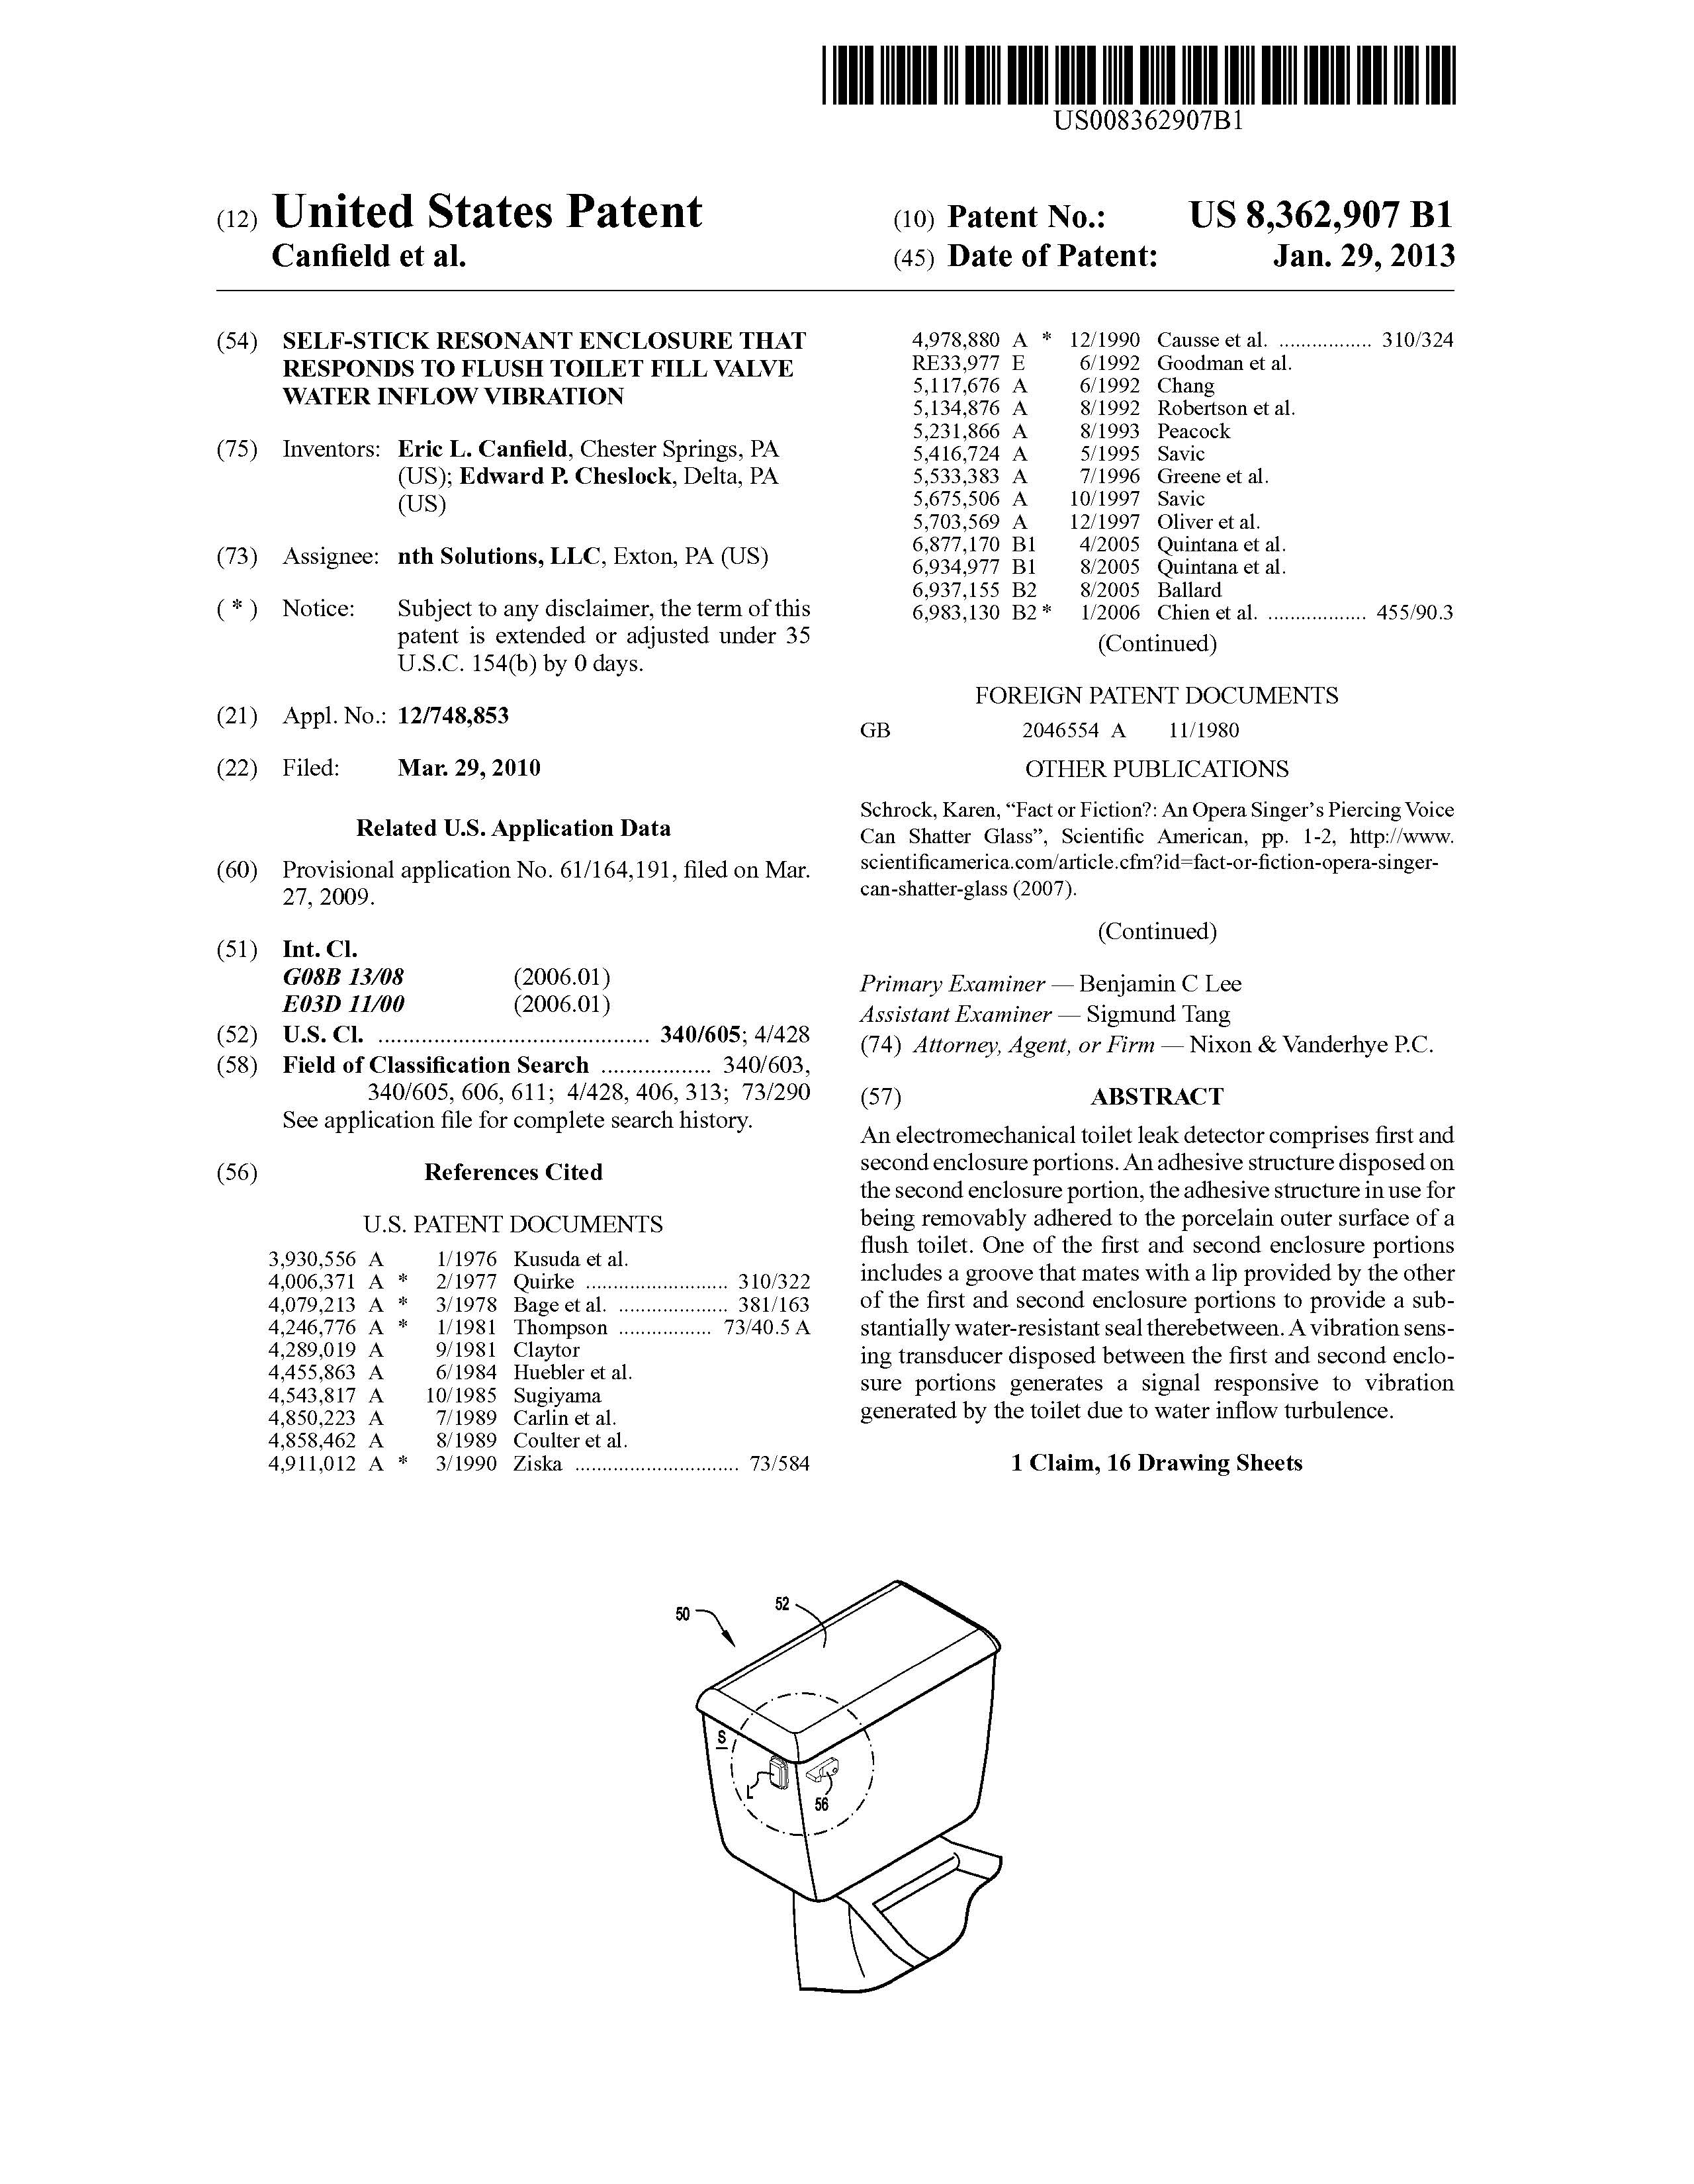 US008362907B1
(12) United States Patent
Canfield et al.
(10) Patent No.: US 8,362,907 B1
(45) Date of Patent: Jan. 29, 2013
(54) SELF-STICK RESONANT ENCLOSURE THAT
RESPONDS TO FLUSH TOILET FILL VALVE
WATER INFLOW VIBRATION
(75) Inventors: Eric L. Canfield, Chester Springs, PA
(US); Edward P. Cheslock, Delta, PA
(US)
(73) Assignee: nth Solutions, LLC, Exton, PA (US)
( * ) Notice: Subject to any disclaimer, the term of this
patent is extended or adjusted under 35
U.S.C. 154(b) by 0 days.
(21) Appl. No.: 12/748,853
(22) Filed: Mar. 29, 2010
Related U.S. Application Data
(60) Provisional application No. 61/164,191, filed on Mar.
27, 2009.
(51) Int. Cl.
G08B 13/08 (2006.01)
E03D 11/00 (2006.01)
(52) U.S. Cl. ........................................... 340/605; 4/428
(58) Field of Classification Search .................. 340/603,
340/605, 606, 611; 4/428, 406, 313; 73/290
See application file for complete search history.
(56) References Cited
U.S. PATENT DOCUMENTS
3,930,556 A 1/1976 Kusuda et al.
4,006,371 A * 2/1977 Quirke .......................... 310/322
4,079,213 A * 3/1978 Bage et al. .................... 381/163
4,246,776 A * 1/1981 Thompson ................. 73/40.5 A
4,289,019 A 9/1981 Claytor
4,455,863 A 6/1984 Huebler et al.
4,543,817 A 10/1985 Sugiyama
4,850,223 A 7/1989 Carlin et al.
4,858,462 A 8/1989 Coulter et al.
4,911,012 A * 3/1990 Ziska .............................. 73/584
4,978,880 A * 12/1990 Causse et al. ................. 310/324
RE33,977 E 6/1992 Goodman et al.
5,117,676 A 6/1992 Chang
5,134,876 A 8/1992 Robertson et al.
5,231,866 A 8/1993 Peacock
5,416,724 A 5/1995 Savic
5,533,383 A 7/1996 Greene et al.
5,675,506 A 10/1997 Savic
5,703,569 A 12/1997 Oliver et al.
6,877,170 B1 4/2005 Quintana et al.
6,934,977 B1 8/2005 Quintana et al.
6,937,155 B2 8/2005 Ballard
6,983,130 B2 * 1/2006 Chien et al. .................. 455/90.3
(Continued)
FOREIGN PATENT DOCUMENTS
GB 2046554 A 11/1980
OTHER PUBLICATIONS
Schrock, Karen, “Fact or Fiction?: An Opera Singer’s Piercing Voice
Can Shatter Glass”, Scientific American, pp. 1-2, http://www.
scientificamerica.com/article.cfm?id=fact-or-fiction-opera-singer-
can-shatter-glass (2007).
(Continued)
Primary Examiner — Benjamin C Lee
Assistant Examiner — Sigmund Tang
(74) Attorney, Agent, or Firm — Nixon & Vanderhye P.C.
(57) ABSTRACT
An electromechanical toilet leak detector comprises first and
second enclosure portions. An adhesive structure disposed on
the second enclosure portion, the adhesive structure in use for
being removably adhered to the porcelain outer surface of a
flush toilet. One of the first and second enclosure portions
includes a groove that mates with a lip provided by the other
of the first and second enclosure portions to provide a sub-
stantially water-resistant seal therebetween. A vibration sens-
ing transducer disposed between the first and second enclo-
sure portions generates a signal responsive to vibration
generated by the toilet due to water inflow turbulence.
1 Claim, 16 Drawing Sheets
50
52
S
L
56